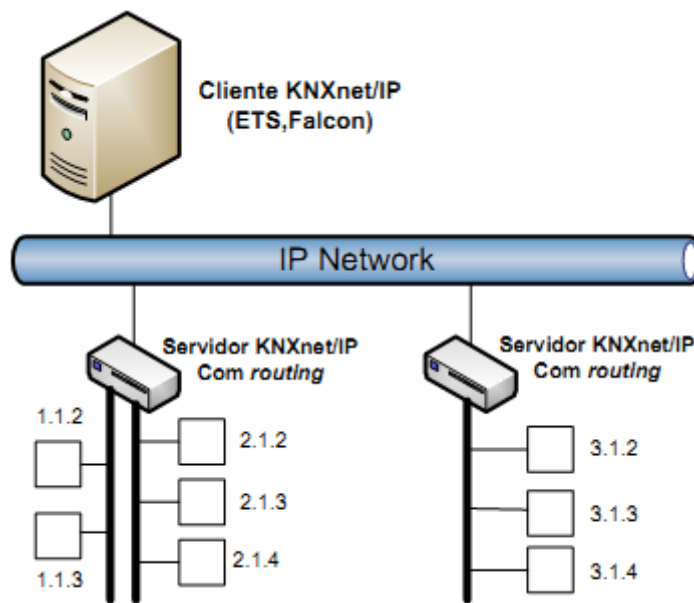 Cliente KNXnet/IP
(ETS,Falcon)
IP Network
Servidor KNXnet/IP
Com routing
Servidor KNXnet/IP
Com routing
1.1.2
1.1.3
2.1.2
2.1.3
2.1.4
3.1.2
3.1.3
3.1.4